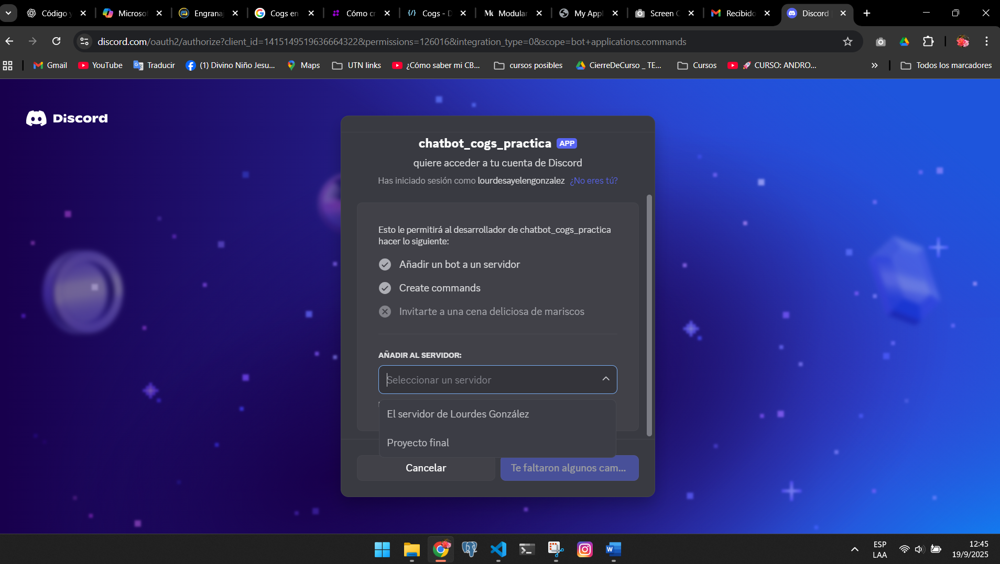 Código y
Microsof
Engranaj
Cogs en
Cómo cr
Cogs - D
Modular
My Appl
Screen C
Recibido
Discord
discord.com/oauth2/authorize?client_id=1415149519636664322&permissions=126016&integration_type=0&scope=bot+applications.commands
Gmail
YouTube
Traducir
(1) Divino Niño Jesu...
Maps
UTN links
¿Cómo saber mi CB...
cursos posibles
CierreDeCurso _ TE...
Cursos
🚀 CURSO: ANDRO...
Todos los marcadores
Discord
chatbot_cogs_practica APP
quiere acceder a tu cuenta de Discord
Has iniciado sesión como lourdesayelengonzalez ¿No eres tú?
Esto le permitirá al desarrollador de chatbot_cogs_practica
hacer lo siguiente:
Añadir un bot a un servidor
Create commands
Invitarte a una cena deliciosa de mariscos
AÑADIR AL SERVIDOR:
Seleccionar un servidor
El servidor de Lourdes González
Proyecto final
Cancelar
Te faltaron algunos cam...
ESP
LAA
12:45
19/9/2025